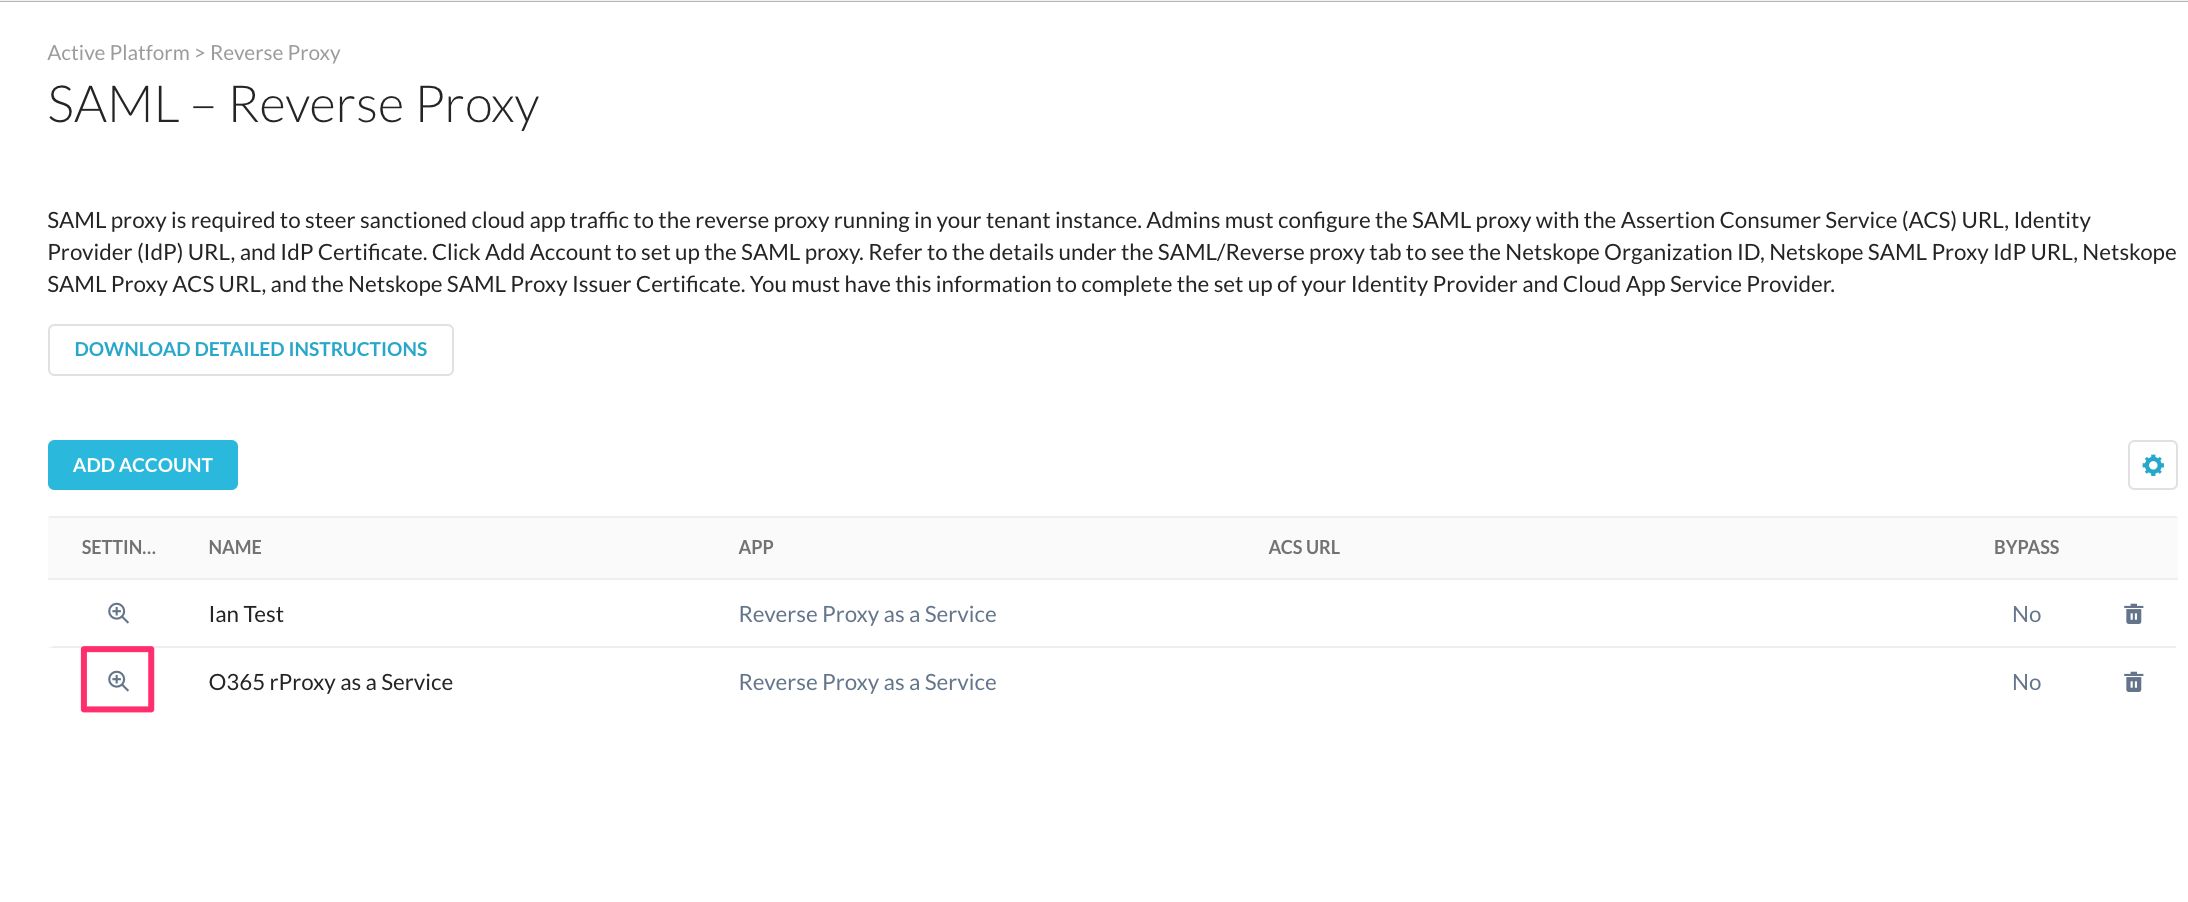 Active Platform > Reverse Proxy
SAML – Reverse Proxy
SAML proxy is required to steer sanctioned cloud app traffic to the reverse proxy running in your tenant instance. Admins must configure the SAML proxy with the Assertion Consumer Service (ACS) URL, Identity
Provider (IdP) URL, and IdP Certificate. Click Add Account to set up the SAML proxy. Refer to the details under the SAML/Reverse proxy tab to see the Netskope Organization ID, Netskope SAML Proxy IdP URL, Netskope
SAML Proxy ACS URL, and the Netskope SAML Proxy Issuer Certificate. You must have this information to complete the set up of your Identity Provider and Cloud App Service Provider.
DOWNLOAD DETAILED INSTRUCTIONS
ADD ACCOUNT
SETTIN... NAME APP ACS URL BYPASS
Ian Test Reverse Proxy as a Service No
O365 rProxy as a Service Reverse Proxy as a Service No